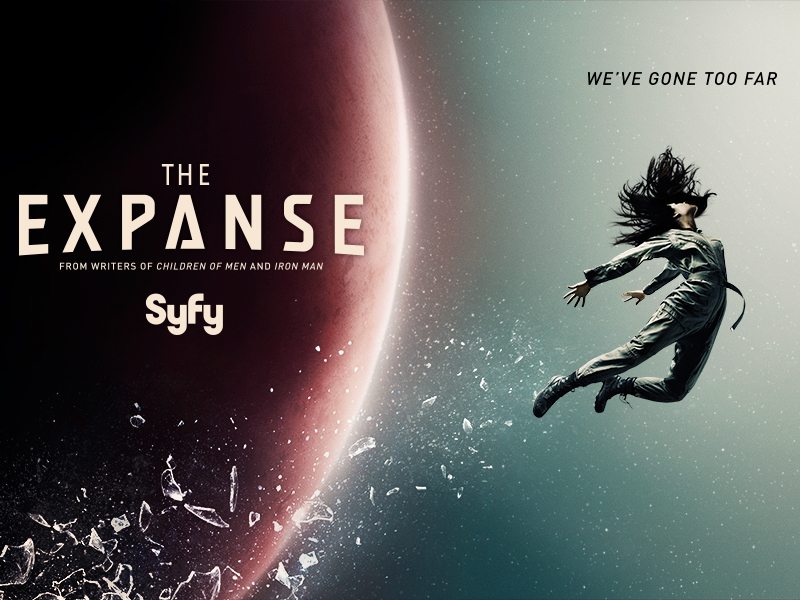 WE'VE GONE TOO FAR
THE
EXPANSE
FROM WRITERS OF CHILDREN OF MEN AND IRON MAN
Syfy